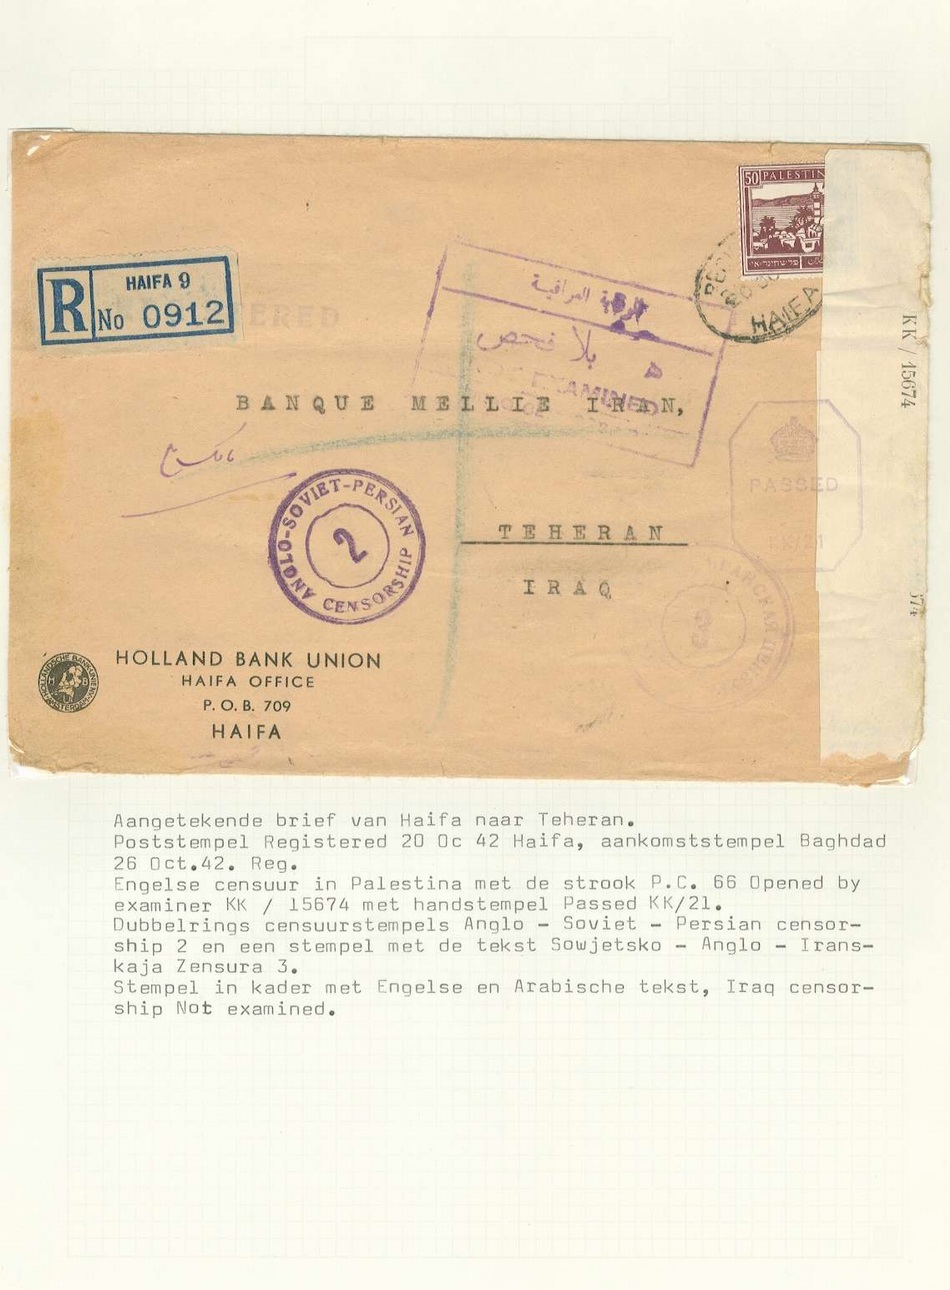 50 PALESTIN
HAIFA
HAIFA 9
R No 0912
ERED
العراقية
بلا فحص
EXAMINED
KK / 15674
BANQUE MELLIE IRAN,
PASSED
ANGLO-SOVIET-PERSIAN CENSORSHIP
2
TEHERAN
IRAQ
574
3
HOLLAND BANK UNION
HAIFA OFFICE
P. O. B. 709
HAIFA
Aangetekende brief van Haifa naar Teheran.
Poststempel Registered 20 Oc 42 Haifa, aankomststempel Baghdad
26 Oct.42. Reg.
Engelse censuur in Palestina met de strook P.C. 66 Opened by
examiner KK / 15674 met handstempel Passed KK/21.
Dubbelrings censuurstempels Anglo - Soviet - Persian censor-
ship 2 en een stempel met de tekst Sowjetsko - Anglo - Irans-
kaja Zensura 3.
Stempel in kader met Engelse en Arabische tekst, Iraq censor-
ship Not examined.